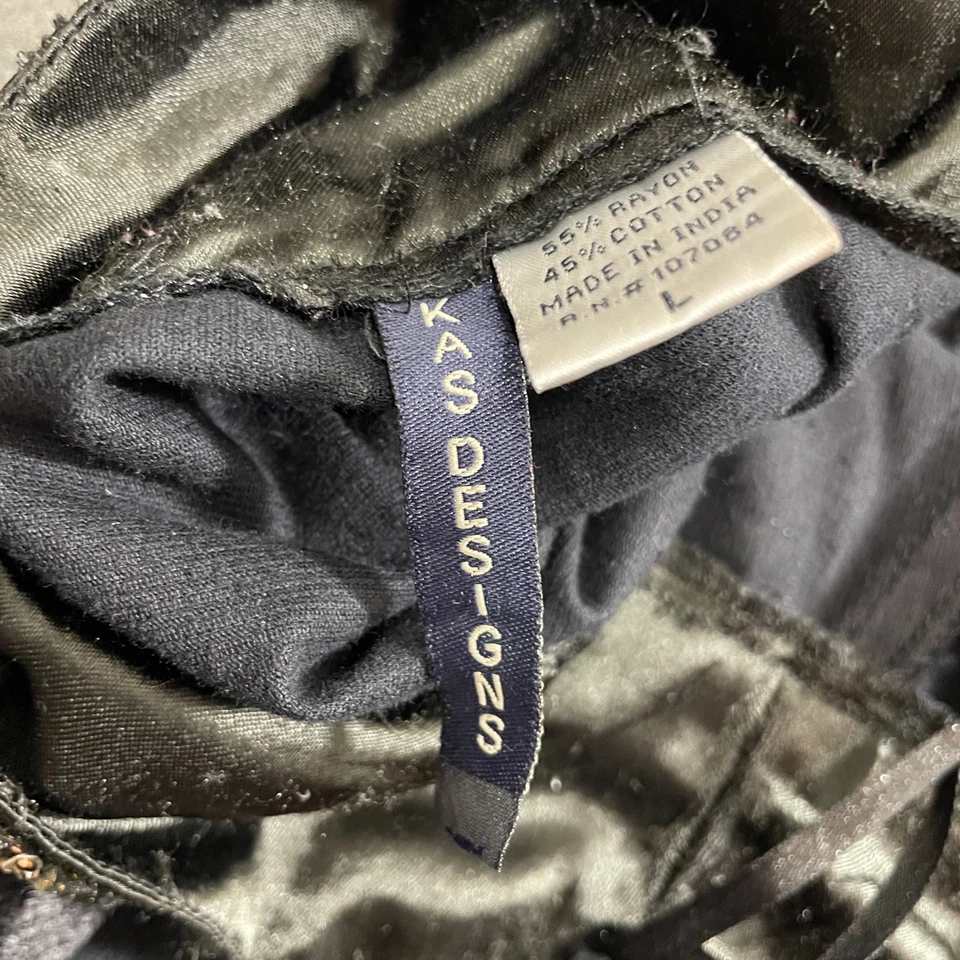 55% RAYON
45% COTTON
MADE IN INDIA
R.N.# 107084
L
KAS DESIGNS